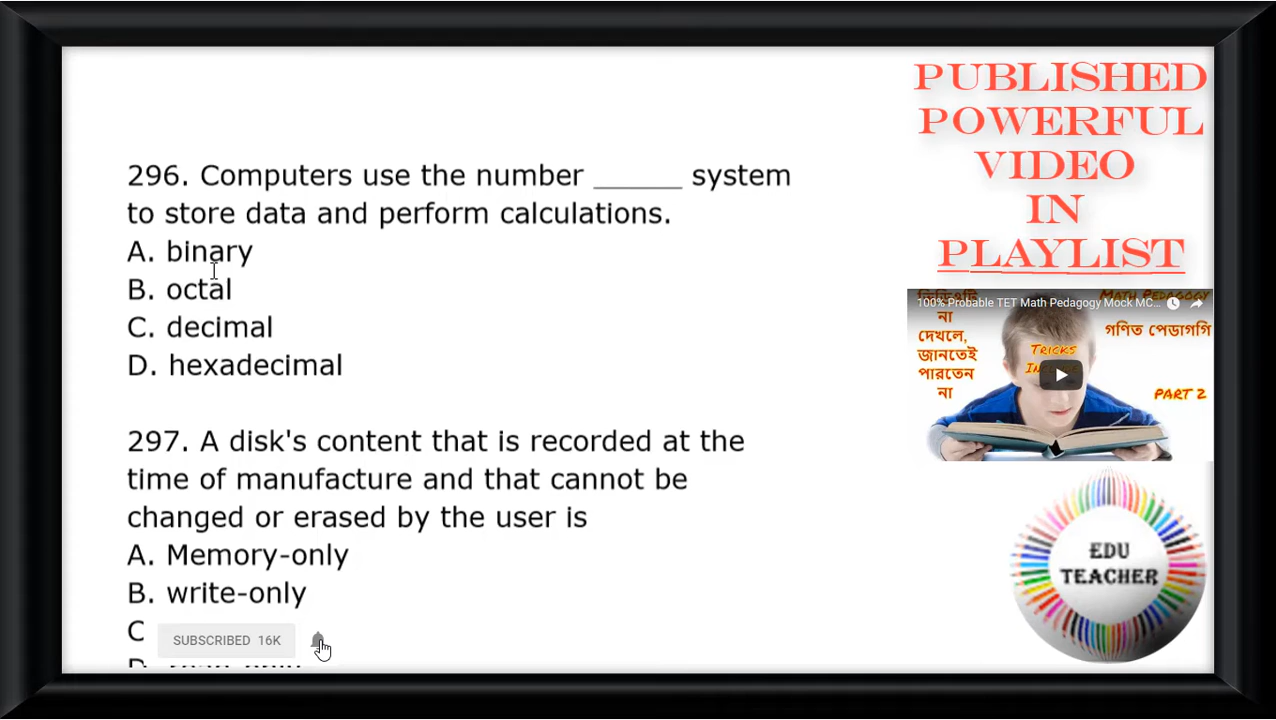 296. Computers use the number ______ system
to store data and perform calculations.
A. binary
B. octal
C. decimal
D. hexadecimal
297. A disk's content that is recorded at the
time of manufacture and that cannot be
changed or erased by the user is
A. Memory-only
B. write-only
C
SUBSCRIBED 16K
PUBLISHED
POWERFUL
VIDEO
IN
PLAYLIST
100% Probable TET Math Pedagogy Mock MC...
না
দেখলে,
জানতেই
পারতেন
না
TRICKS
গণিত পেডাগগি
PART 2
EDU
TEACHER